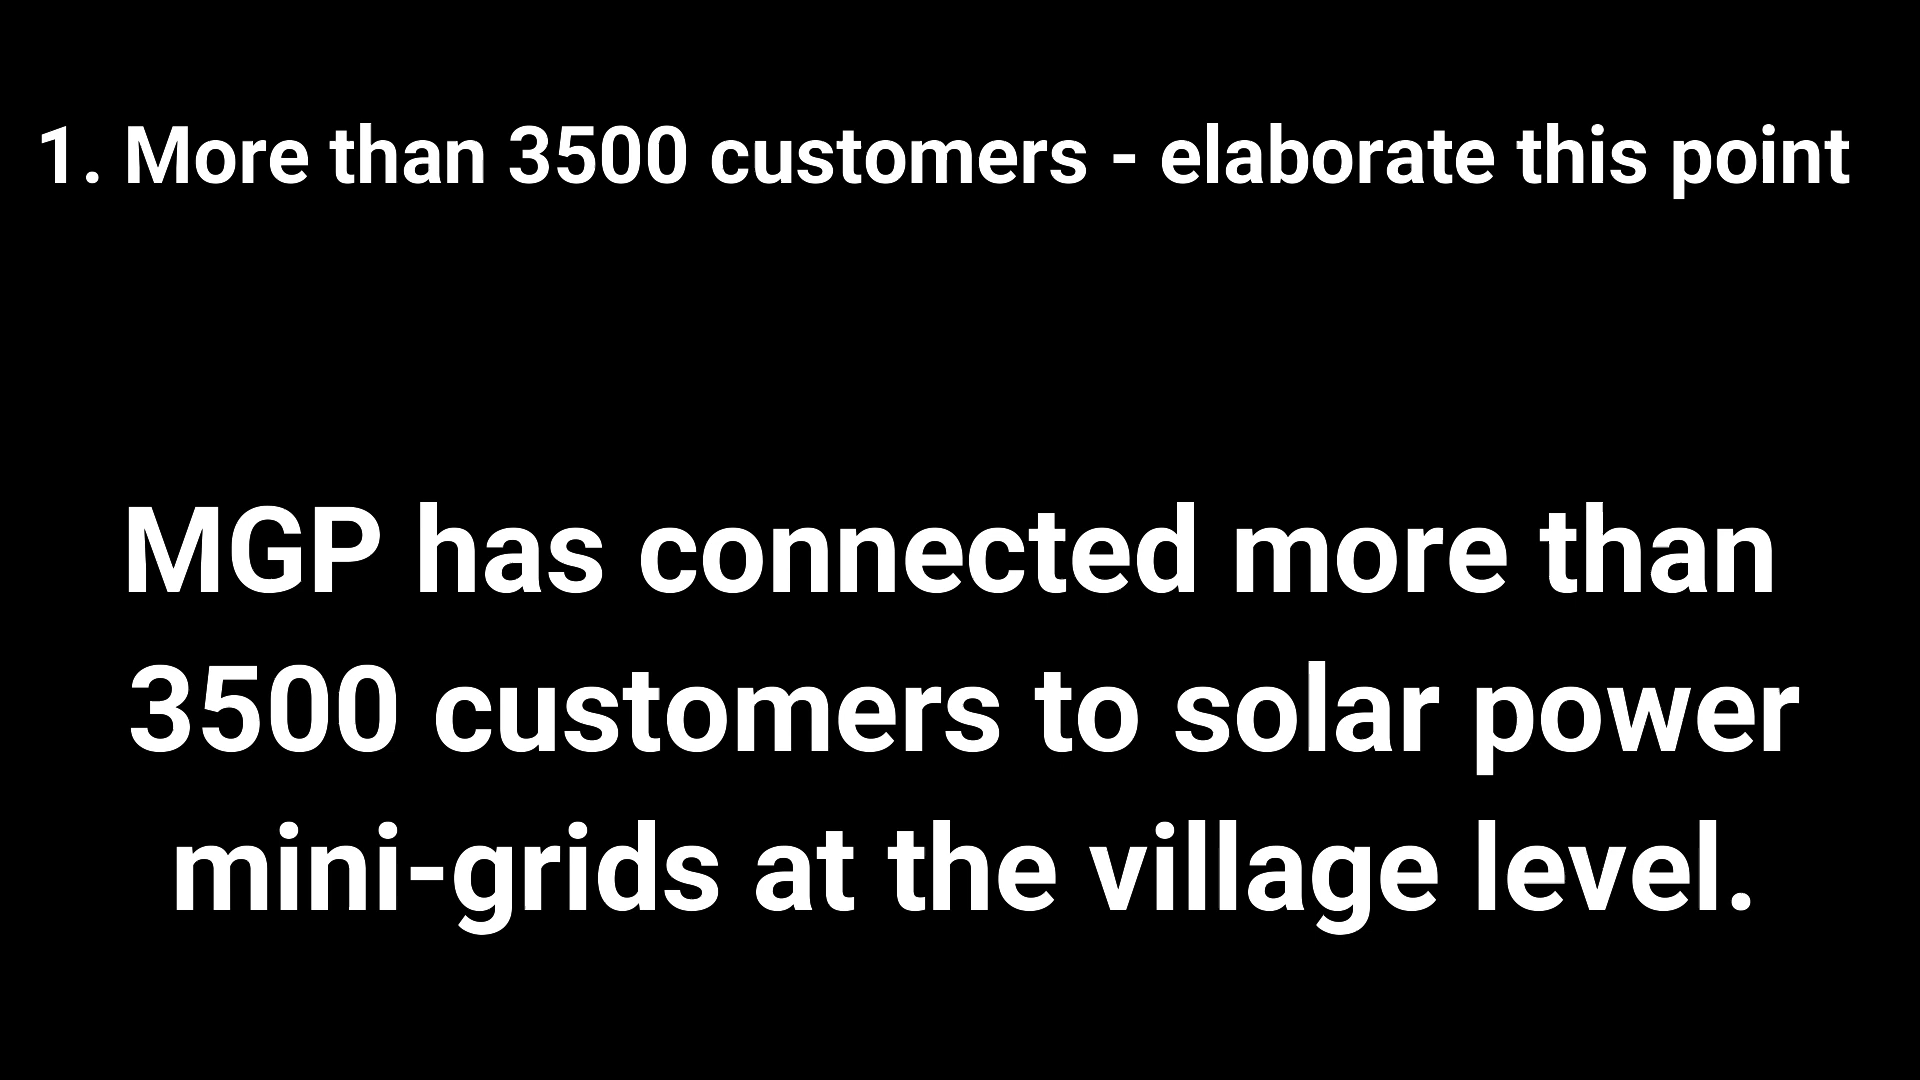 1. More than 3500 customers - elaborate this point
MGP has connected more than
3500 customers to solar power
mini-grids at the village level.